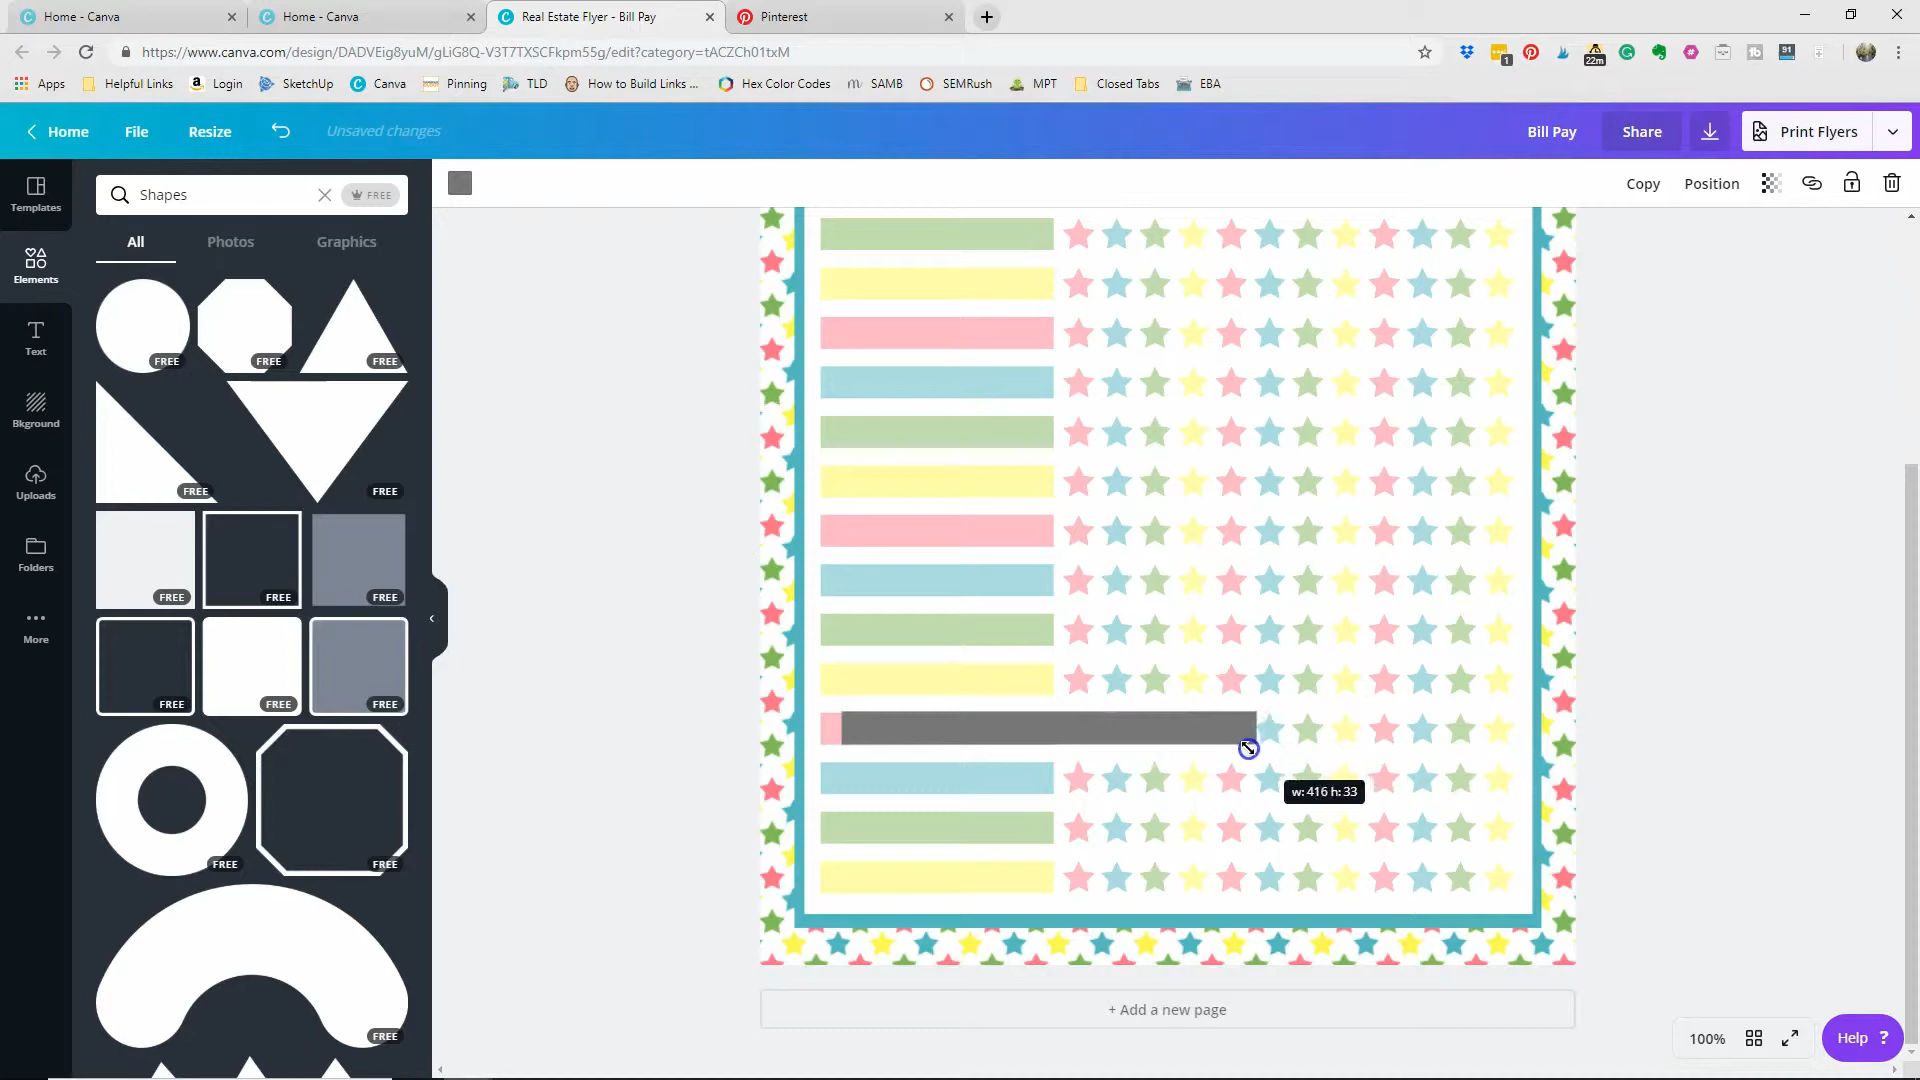 Home - Canva
Home - Canva
Real Estate Flyer - Bill Pay
Pinterest
https://www.canva.com/design/DADVEig8yuM/gLiG8Q-V3T7TXSCFkpm55g/edit?category=tACZCh01txM
1
22m
91
Apps
Helpful Links
Login
SketchUp
Canva
Pinning
TLD
How to Build Links ...
Hex Color Codes
SAMB
SEMRush
MPT
Closed Tabs
EBA
Home
File
Resize
Unsaved changes
Bill Pay
Share
Print Flyers
Templates
Elements
Text
Bkground
Uploads
Folders
More
Shapes
FREE
All
Photos
Graphics
FREE
FREE
FREE
FREE
FREE
FREE
FREE
FREE
FREE
FREE
FREE
FREE
FREE
FREE
Copy
Position
w: 416 h: 33
+ Add a new page
100%
Help ?